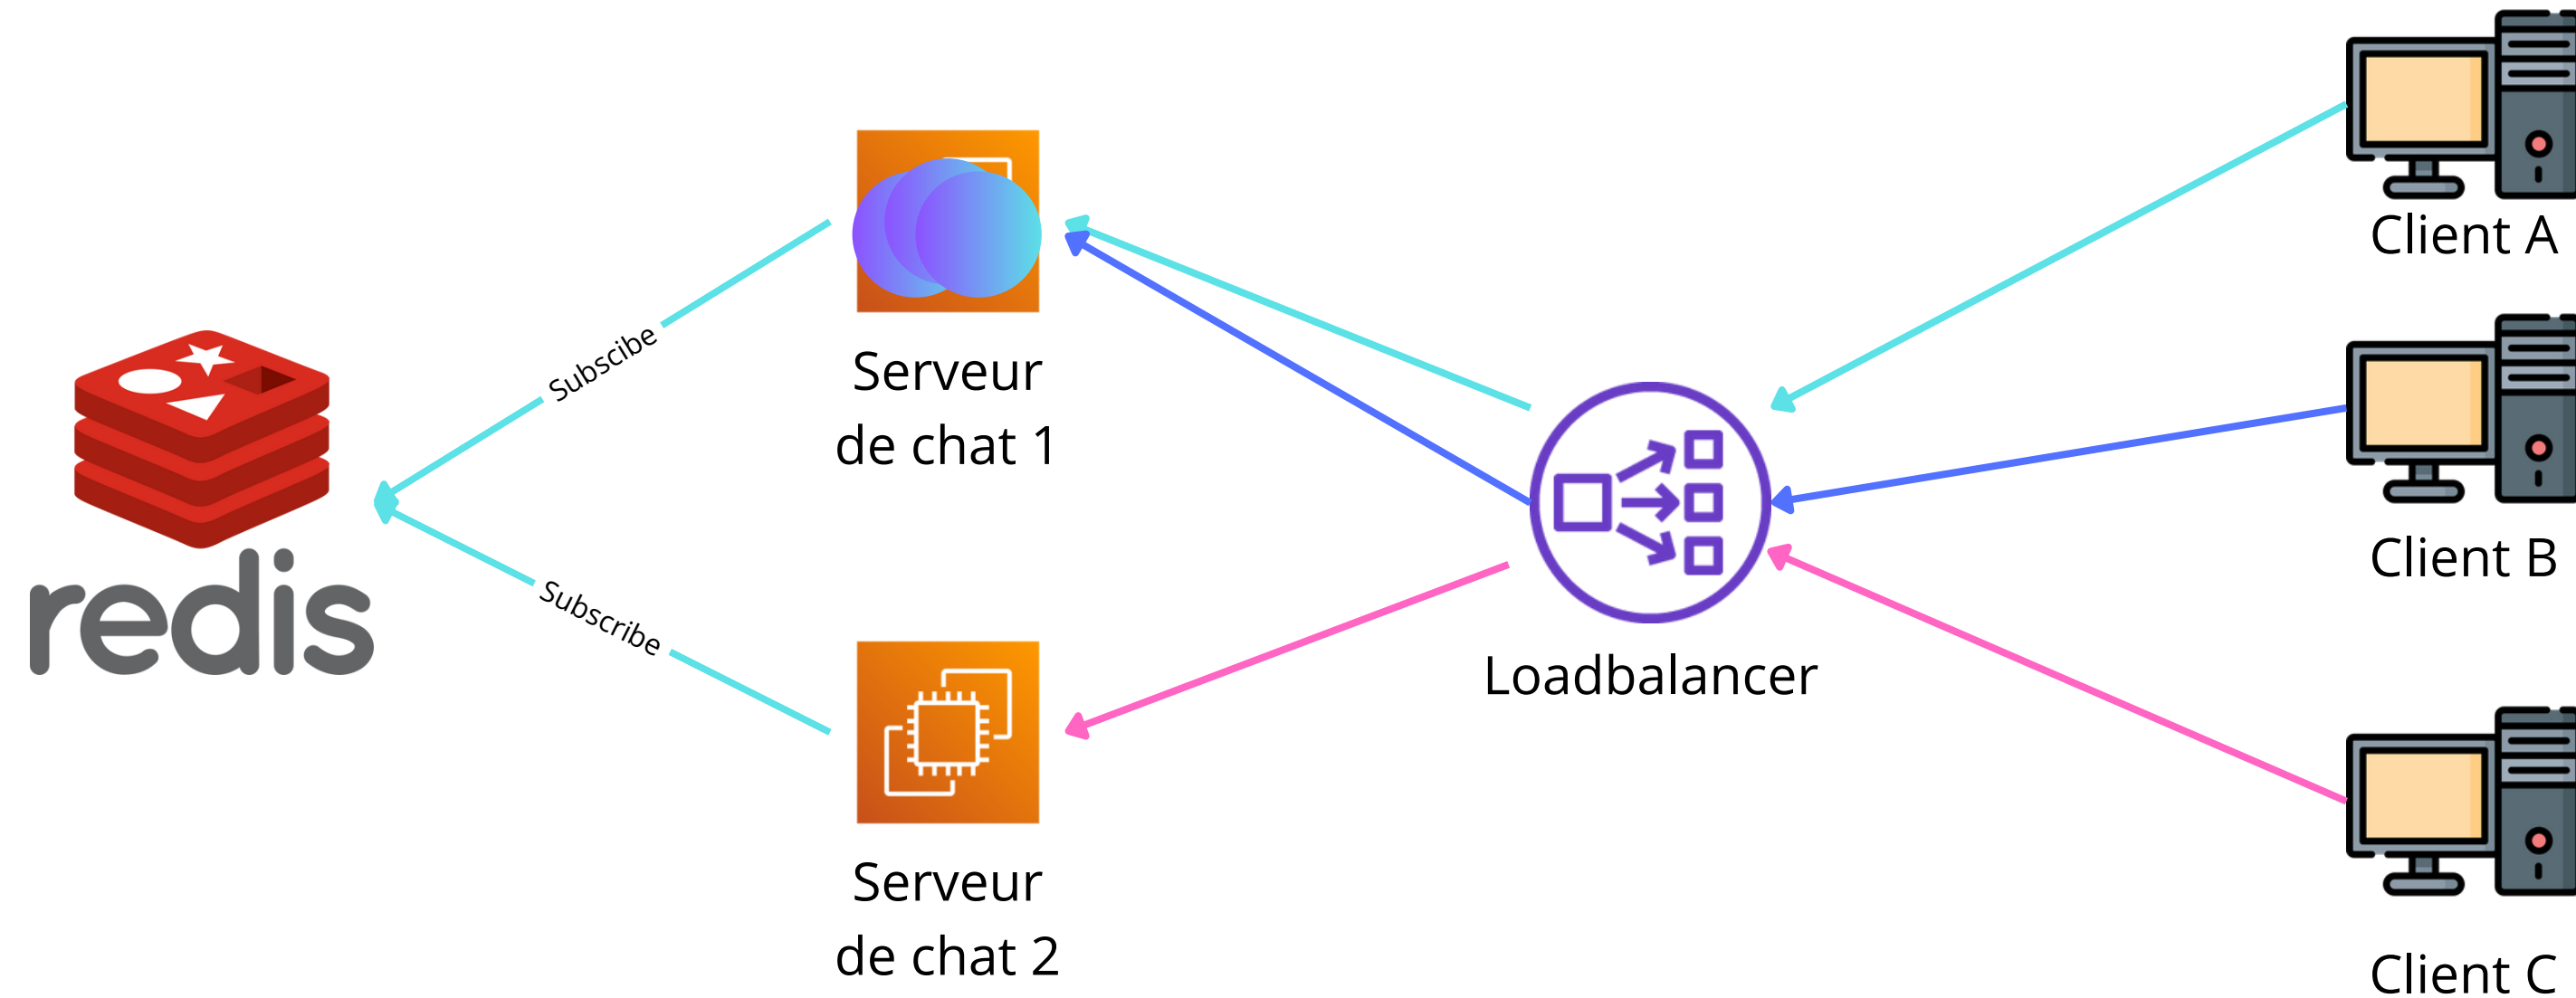 Client A
Subscibe
Serveur
de chat 1
Client B
redis
Subscribe
Loadbalancer
Serveur
de chat 2
Client C